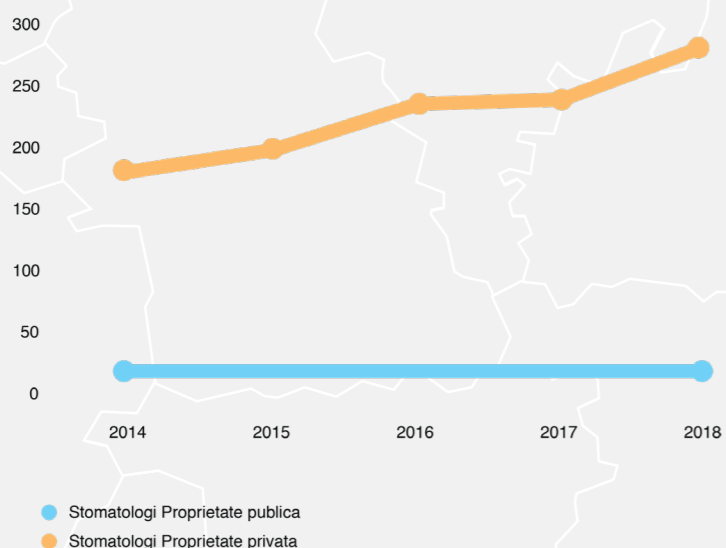 300
250
200
150
100
50
0
2014 2015 2016 2017 2018
Stomatologi Proprietate publica
Stomatologi Proprietate privata